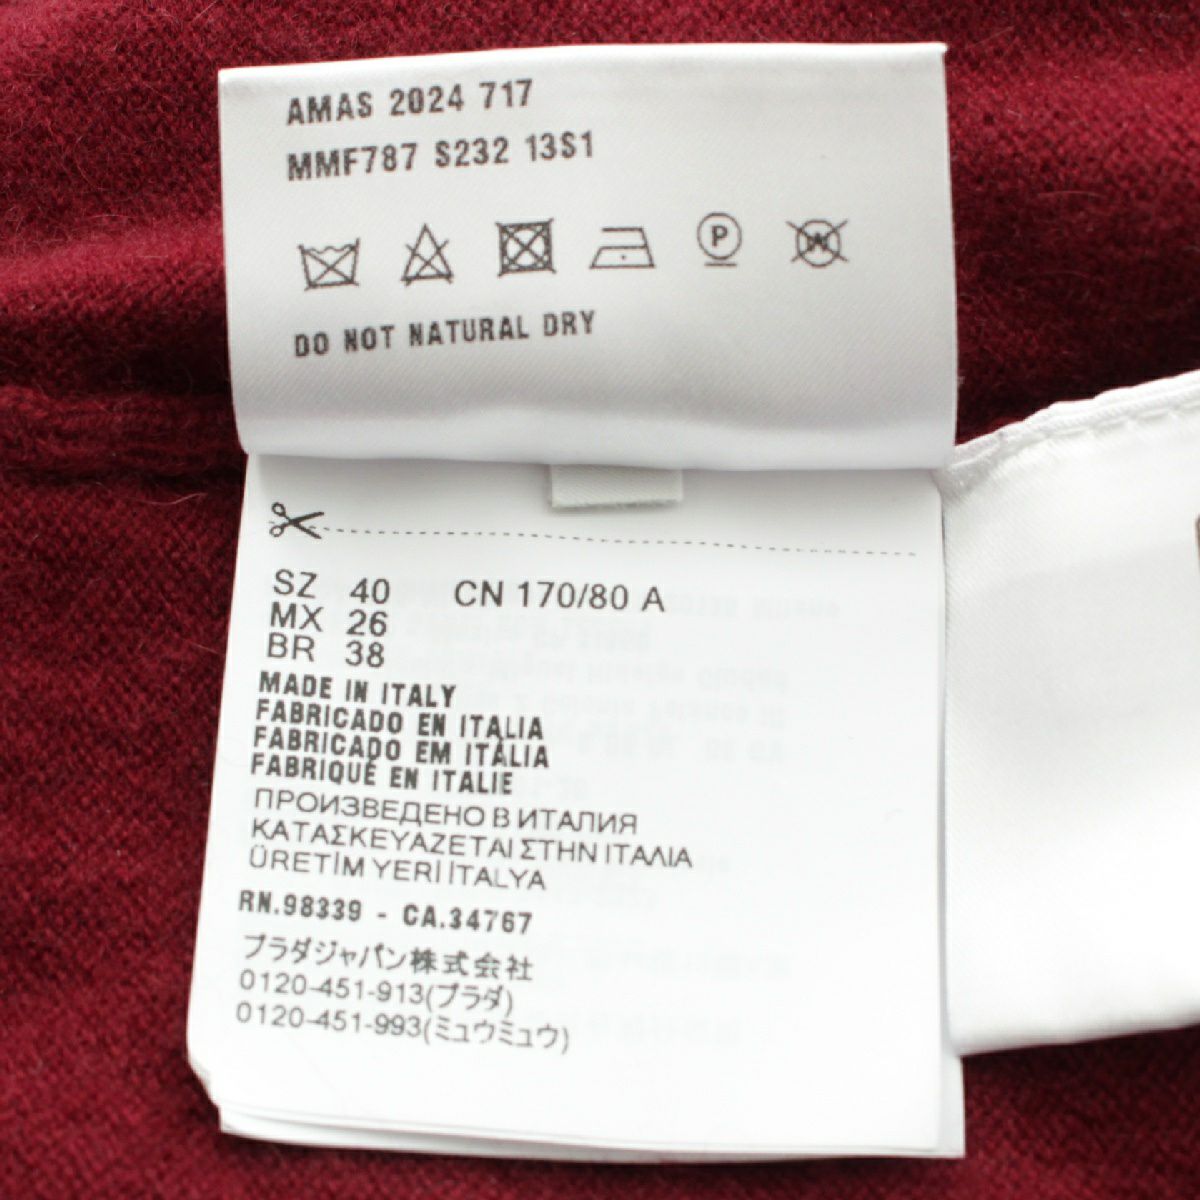 AMAS 2024 717
MMF787 S232 13S1
P W
DO NOT NATURAL DRY
SZ 40 CN 170/80 A
MX 26
BR 38
MADE IN ITALY
FABRICADO EN ITALIA
FABRICADO EM ITÁLIA
FABRIQUÉ EN ITALIE
ПРОИЗВЕДЕНО В ИТАЛИЯ
ΚΑΤΑΣΚΕΥΑΖΕΤΑΙ ΣΤΗΝ ΙΤΑΛΙΑ
ÜRETİM YERİ İTALYA
RN.98339 - CA.34767
プラダジャパン株式会社
0120-451-913(プラダ)
0120-451-993(ミュウミュウ)